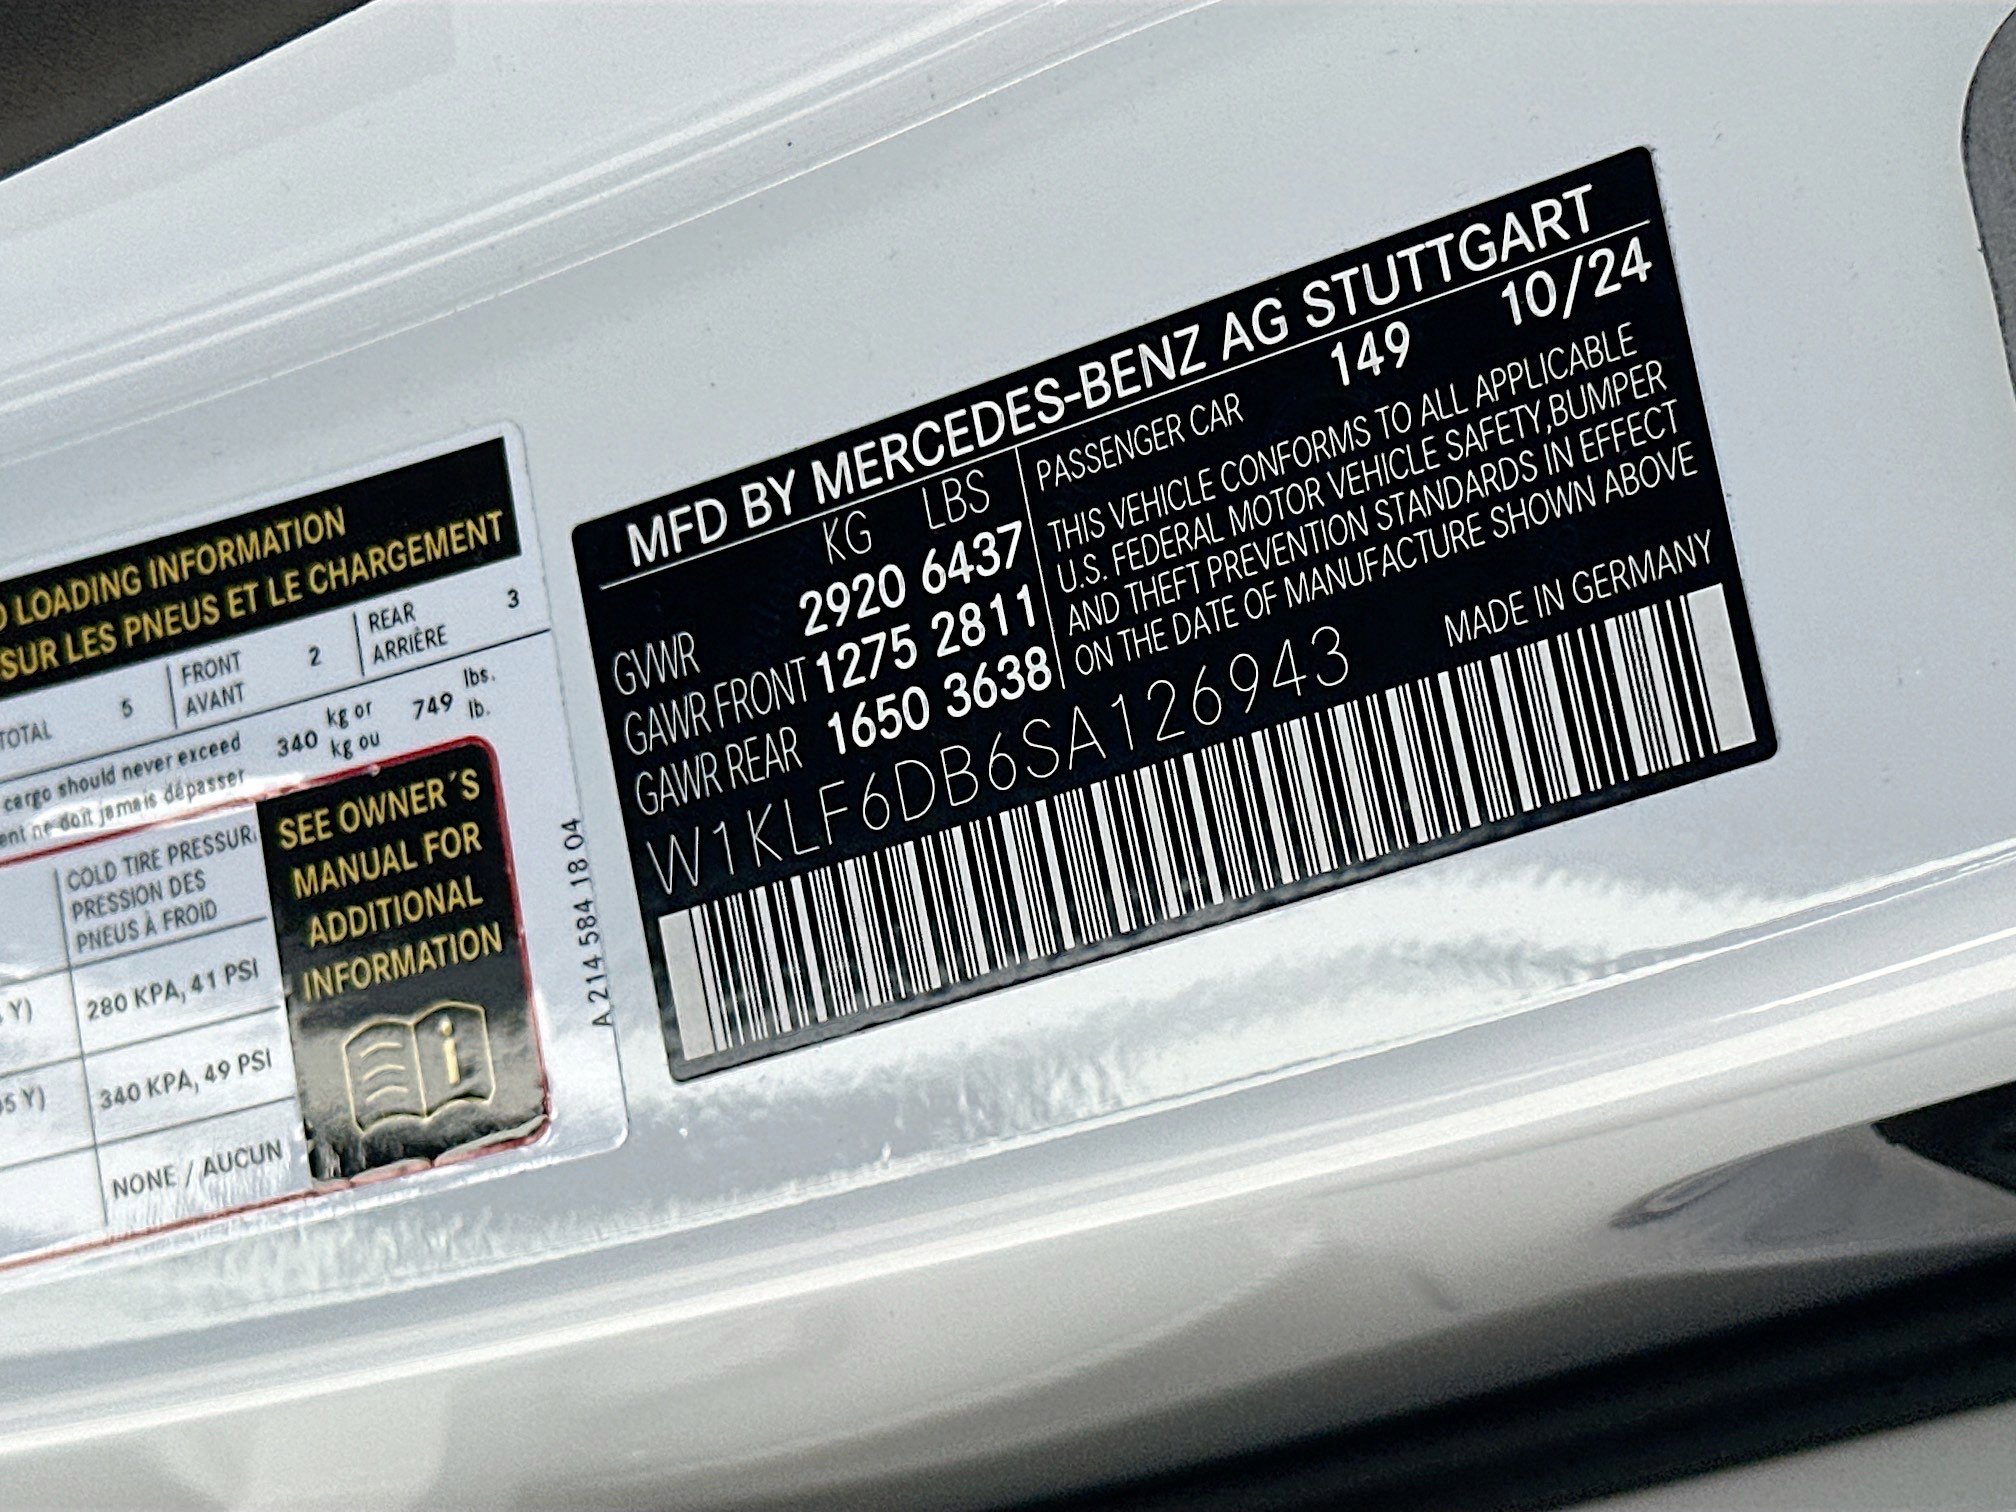 LOADING INFORMATION
SUR LES PNEUS ET LE CHARGEMENT
TOTAL 5 FRONT AVANT 2 REAR ARRIÈRE 3
cargo should never exceed 340 kg or 749 lbs.
ne doit jamais dépasser kg ou lb.
COLD TIRE PRESSURE
PRESSION DES
PNEUS À FROID
Y) 280 KPA, 41 PSI
5 Y) 340 KPA, 49 PSI
NONE / AUCUN
SEE OWNER´S
MANUAL FOR
ADDITIONAL
INFORMATION
i
A 214 584 18 04
MFD BY MERCEDES-BENZ AG STUTTGART
KG LBS
GVWR 2920 6437
GAWR FRONT 1275 2811
GAWR REAR 1650 3638
PASSENGER CAR 149 10/24
THIS VEHICLE CONFORMS TO ALL APPLICABLE
U.S. FEDERAL MOTOR VEHICLE SAFETY,BUMPER
AND THEFT PREVENTION STANDARDS IN EFFECT
ON THE DATE OF MANUFACTURE SHOWN ABOVE
W1KLF6DB6SA126943 MADE IN GERMANY